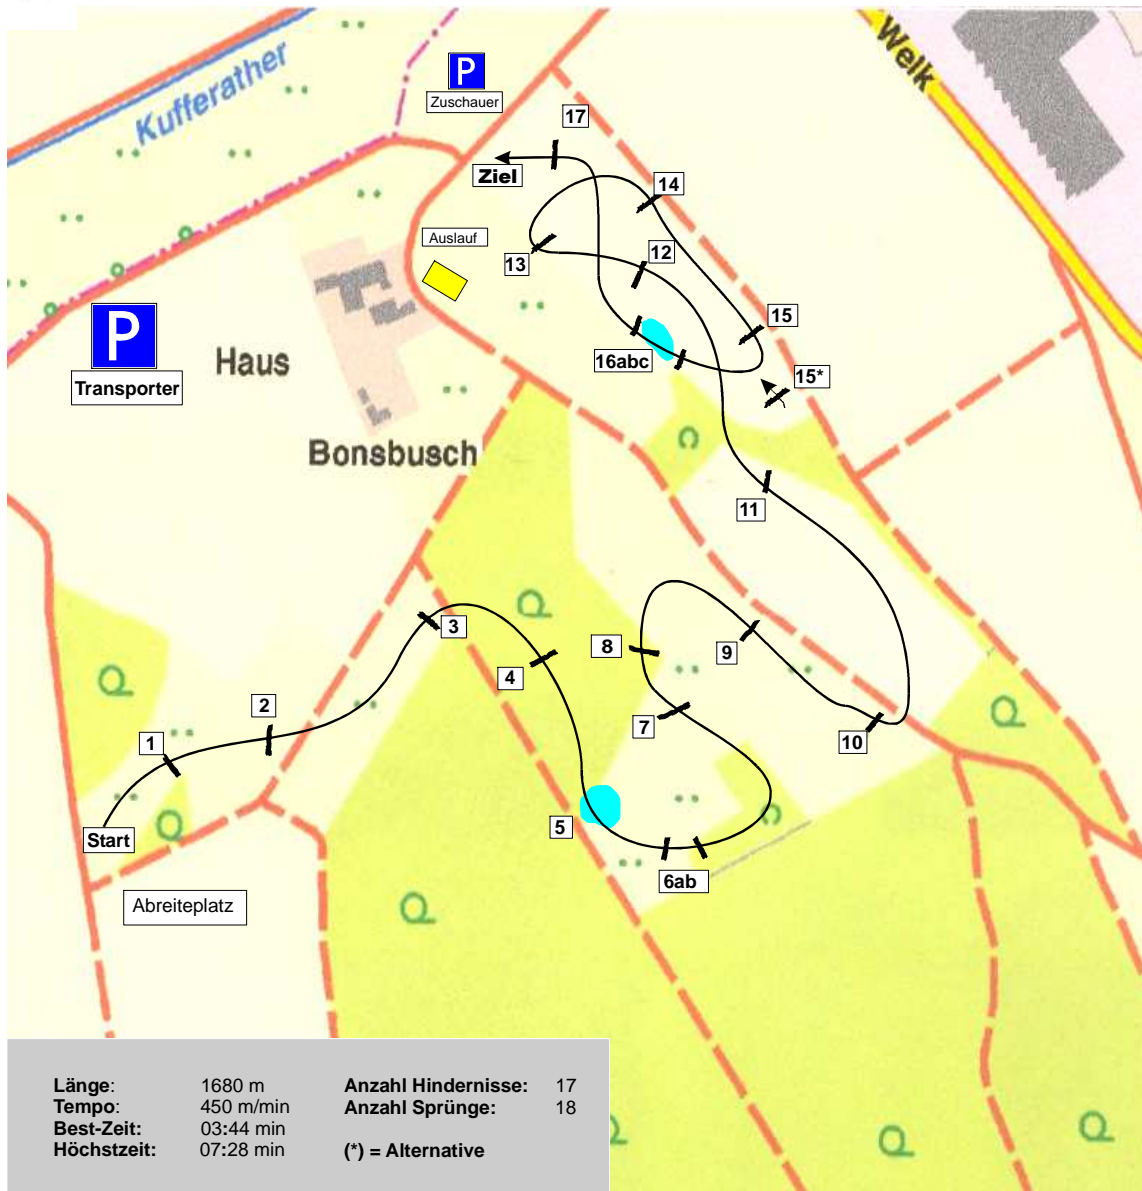 Welk
Kufferather
P
Zuschauer
17
Ziel
14
Auslauf
12
13
15
P
16abc
Haus
15*
Transporter
Bonsbusch
11
3
8
9
4
2
7
1
10
5
Start
6ab
Abreiteplatz
Länge: 1680 m Anzahl Hindernisse: 17
Tempo: 450 m/min Anzahl Sprünge: 18
Best-Zeit: 03:44 min
Höchstzeit: 07:28 min (*) = Alternative